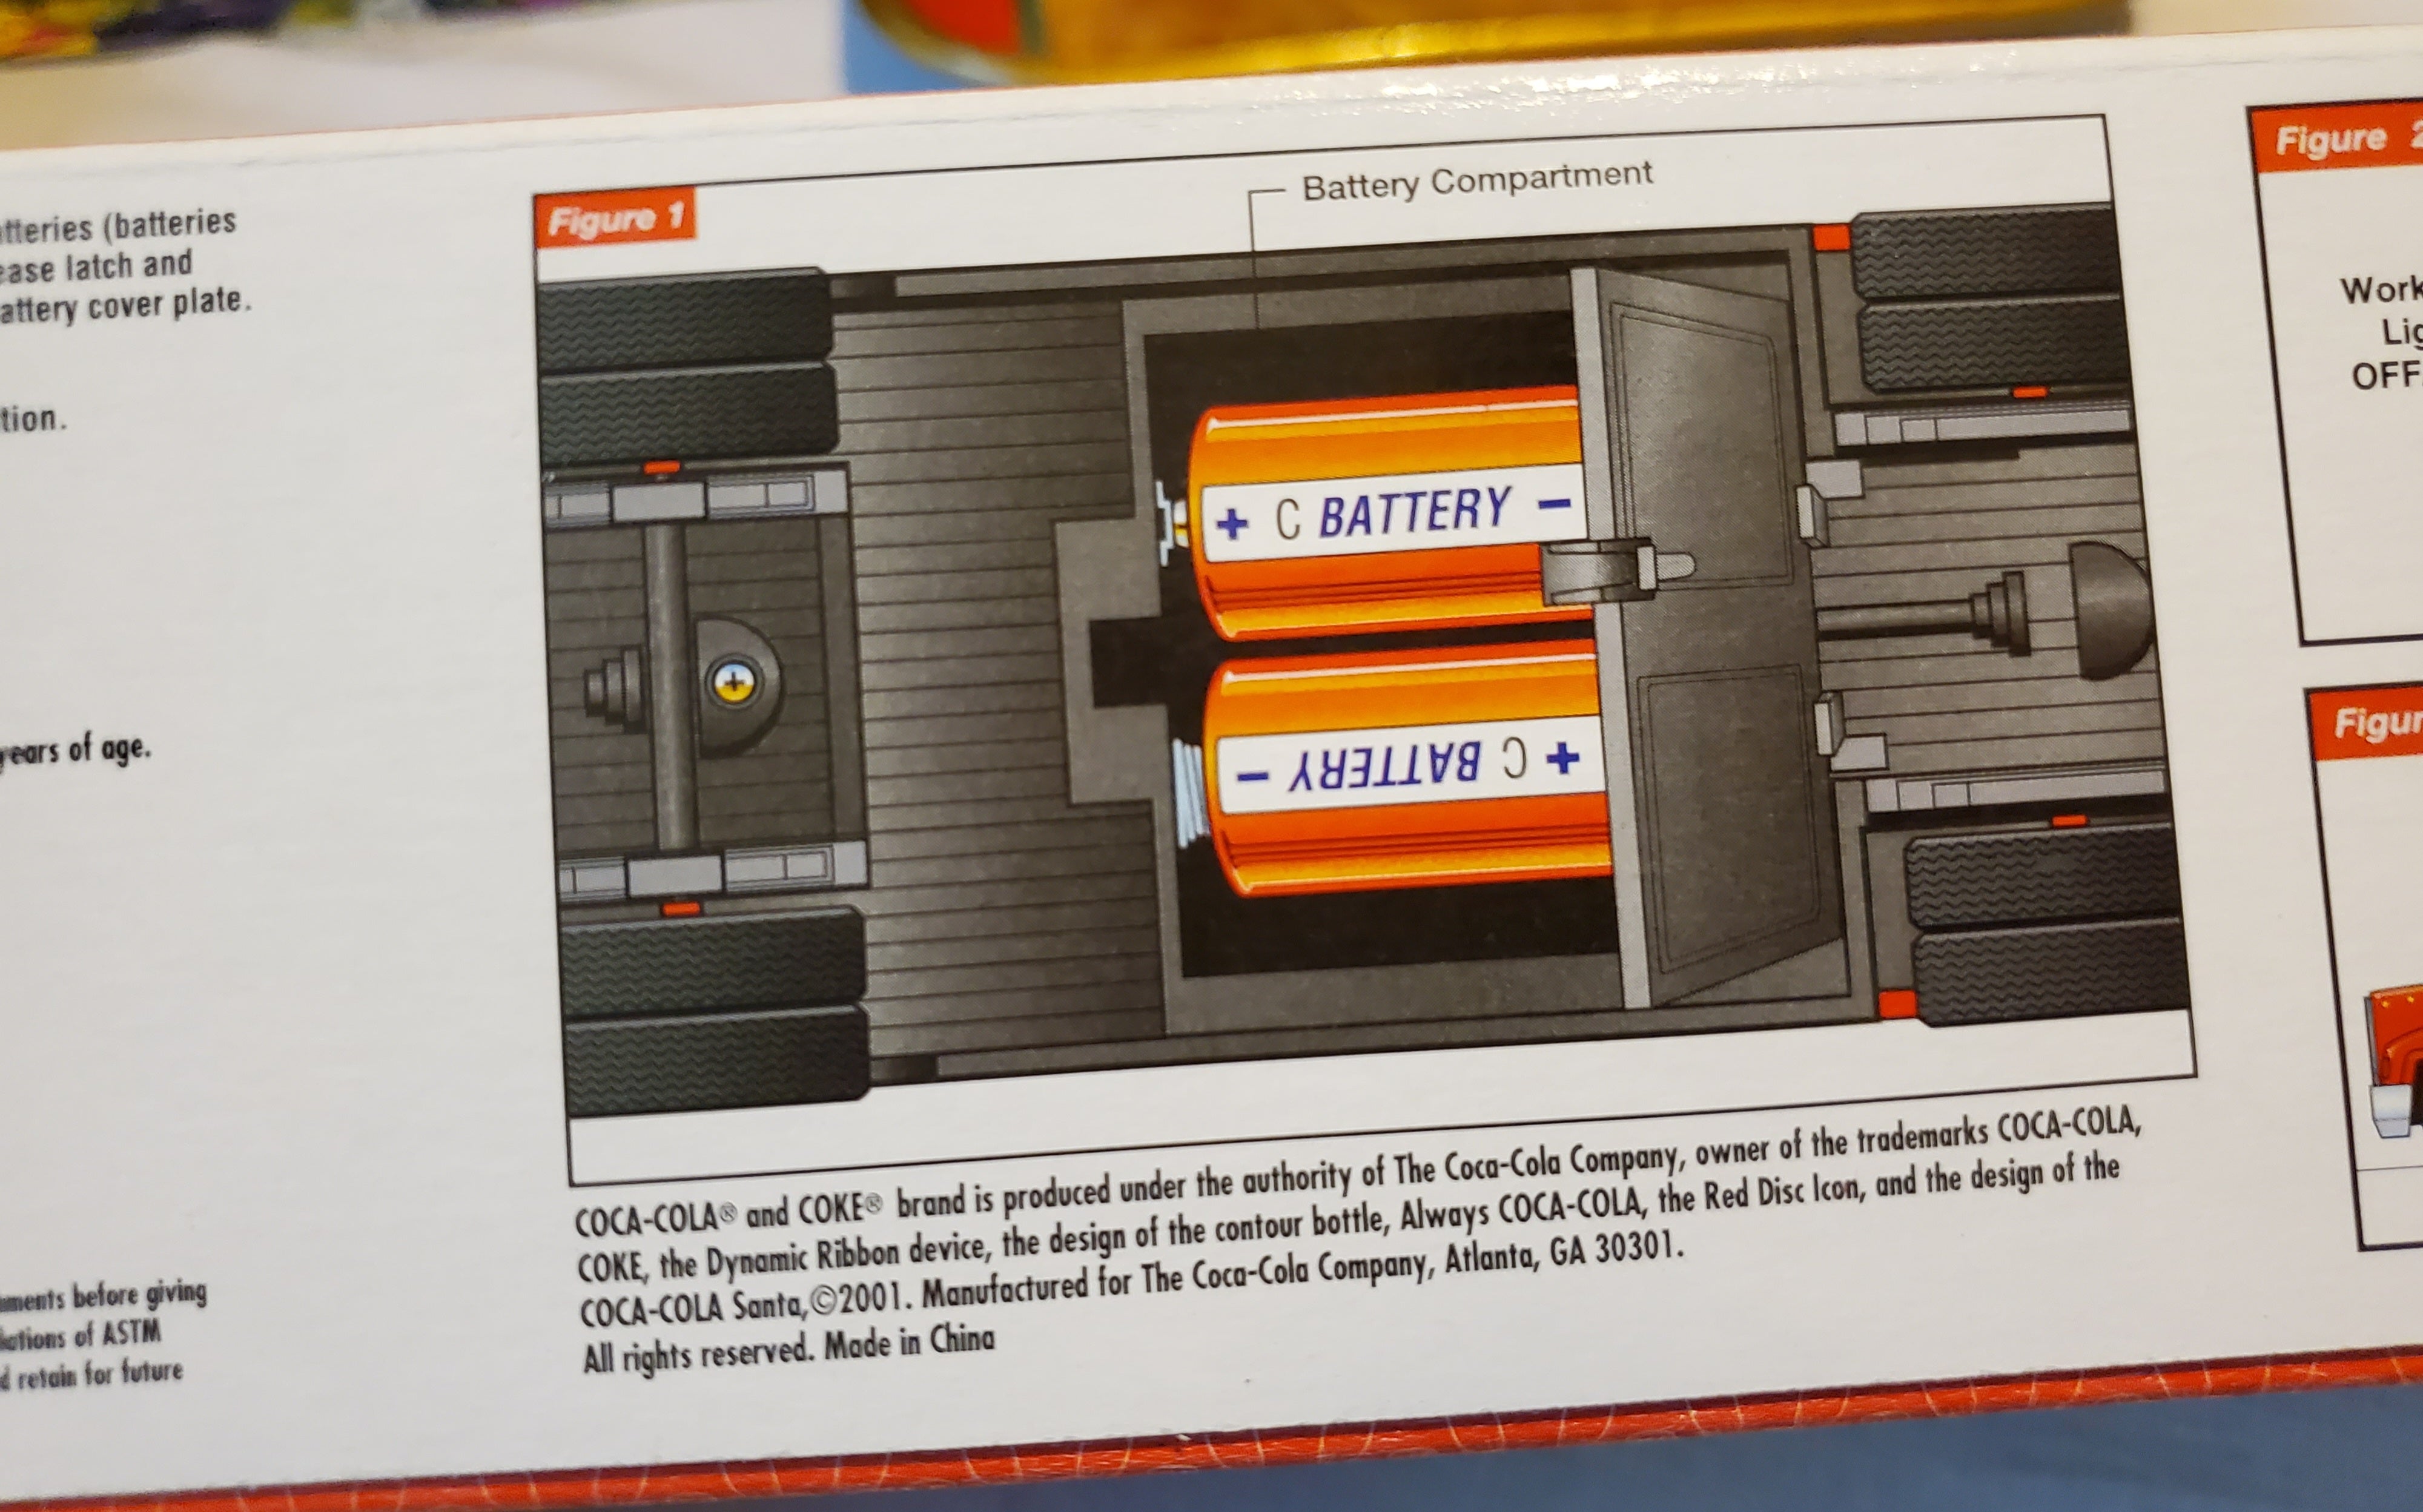 tteries (batteries
ease latch and
attery cover plate.
tion.
years of age.
ments before giving
lations of ASTM
d retain for future
Figure 1
Battery Compartment
+ C BATTERY −
+ C BATTERY −
COCA-COLA® and COKE® brand is produced under the authority of The Coca-Cola Company, owner of the trademarks COCA-COLA,
COKE, the Dynamic Ribbon device, the design of the contour bottle, Always COCA-COLA, the Red Disc Icon, and the design of the
COCA-COLA Santa,©2001. Manufactured for The Coca-Cola Company, Atlanta, GA 30301.
All rights reserved. Made in China
Figure 2
Work
Lig
OFF
Figur